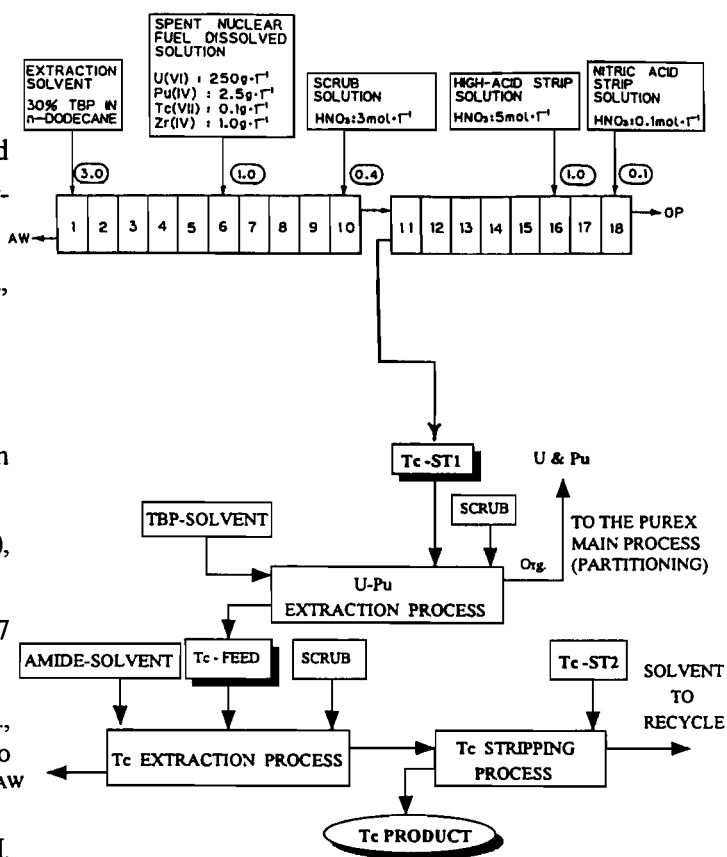 SPENT NUCLEAR
FUEL DISSOLVED
SOLUTION
U(VI) : 250g·l⁻¹
Pu(IV) : 2.5g·l⁻¹
Tc(VII) : 0.1g·l⁻¹
Zr(IV) : 1.0g·l⁻¹
EXTRACTION
SOLVENT
30% TBP IN
n-DODECANE
SCRUB
SOLUTION
HNO₃:3mol·l⁻¹
HIGH-ACID STRIP
SOLUTION
HNO₃:5mol·l⁻¹
NITRIC ACID
STRIP
SOLUTION
HNO₃:0.1mol·l⁻¹
3.0
1.0
0.4
1.0
0.1
AW
1 2 3 4 5 6 7 8 9 10
11 12 13 14 15 16 17 18
OP
Tc-ST1
U & Pu
TBP-SOLVENT
SCRUB
TO THE PUREX
MAIN PROCESS
(PARTITIONING)
Org.
U-Pu
EXTRACTION PROCESS
AMIDE-SOLVENT
Tc - FEED
SCRUB
Tc-ST2
SOLVENT
TO
RECYCLE
Tc EXTRACTION PROCESS
Tc STRIPPING
PROCESS
AW
Tc PRODUCT